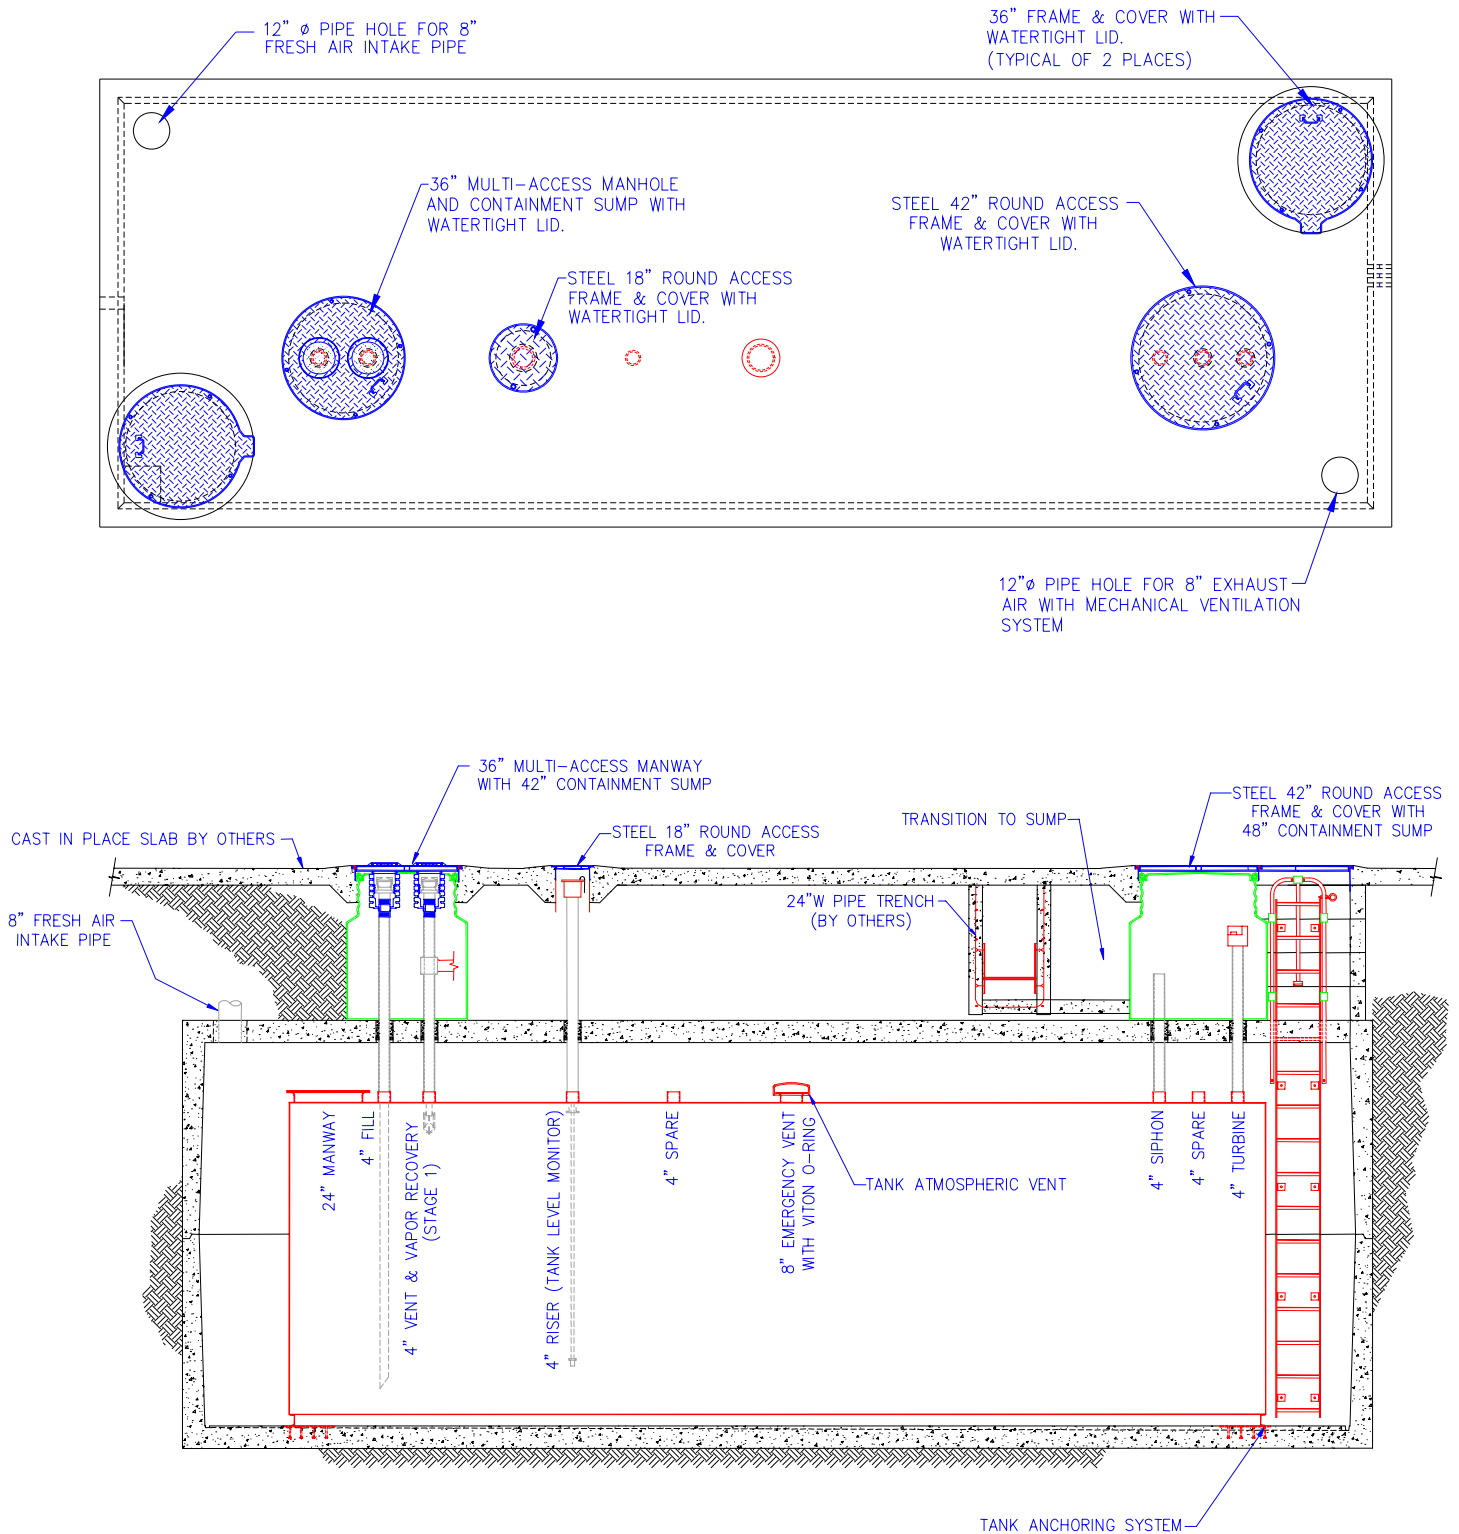 12" ø PIPE HOLE FOR 8"
FRESH AIR INTAKE PIPE
36" FRAME & COVER WITH
WATERTIGHT LID.
(TYPICAL OF 2 PLACES)
36" MULTI-ACCESS MANHOLE
AND CONTAINMENT SUMP WITH
WATERTIGHT LID.
STEEL 42" ROUND ACCESS
FRAME & COVER WITH
WATERTIGHT LID.
STEEL 18" ROUND ACCESS
FRAME & COVER WITH
WATERTIGHT LID.
12"ø PIPE HOLE FOR 8" EXHAUST
AIR WITH MECHANICAL VENTILATION
SYSTEM
36" MULTI-ACCESS MANWAY
WITH 42" CONTAINMENT SUMP
CAST IN PLACE SLAB BY OTHERS
STEEL 18" ROUND ACCESS
FRAME & COVER
TRANSITION TO SUMP
STEEL 42" ROUND ACCESS
FRAME & COVER WITH
48" CONTAINMENT SUMP
8" FRESH AIR
INTAKE PIPE
24"W PIPE TRENCH
(BY OTHERS)
24" MANWAY
4" FILL
4" VENT & VAPOR RECOVERY
(STAGE 1)
4" RISER (TANK LEVEL MONITOR)
4" SPARE
8" EMERGENCY VENT
WITH VITON O-RING
TANK ATMOSPHERIC VENT
4" SIPHON
4" SPARE
4" TURBINE
TANK ANCHORING SYSTEM